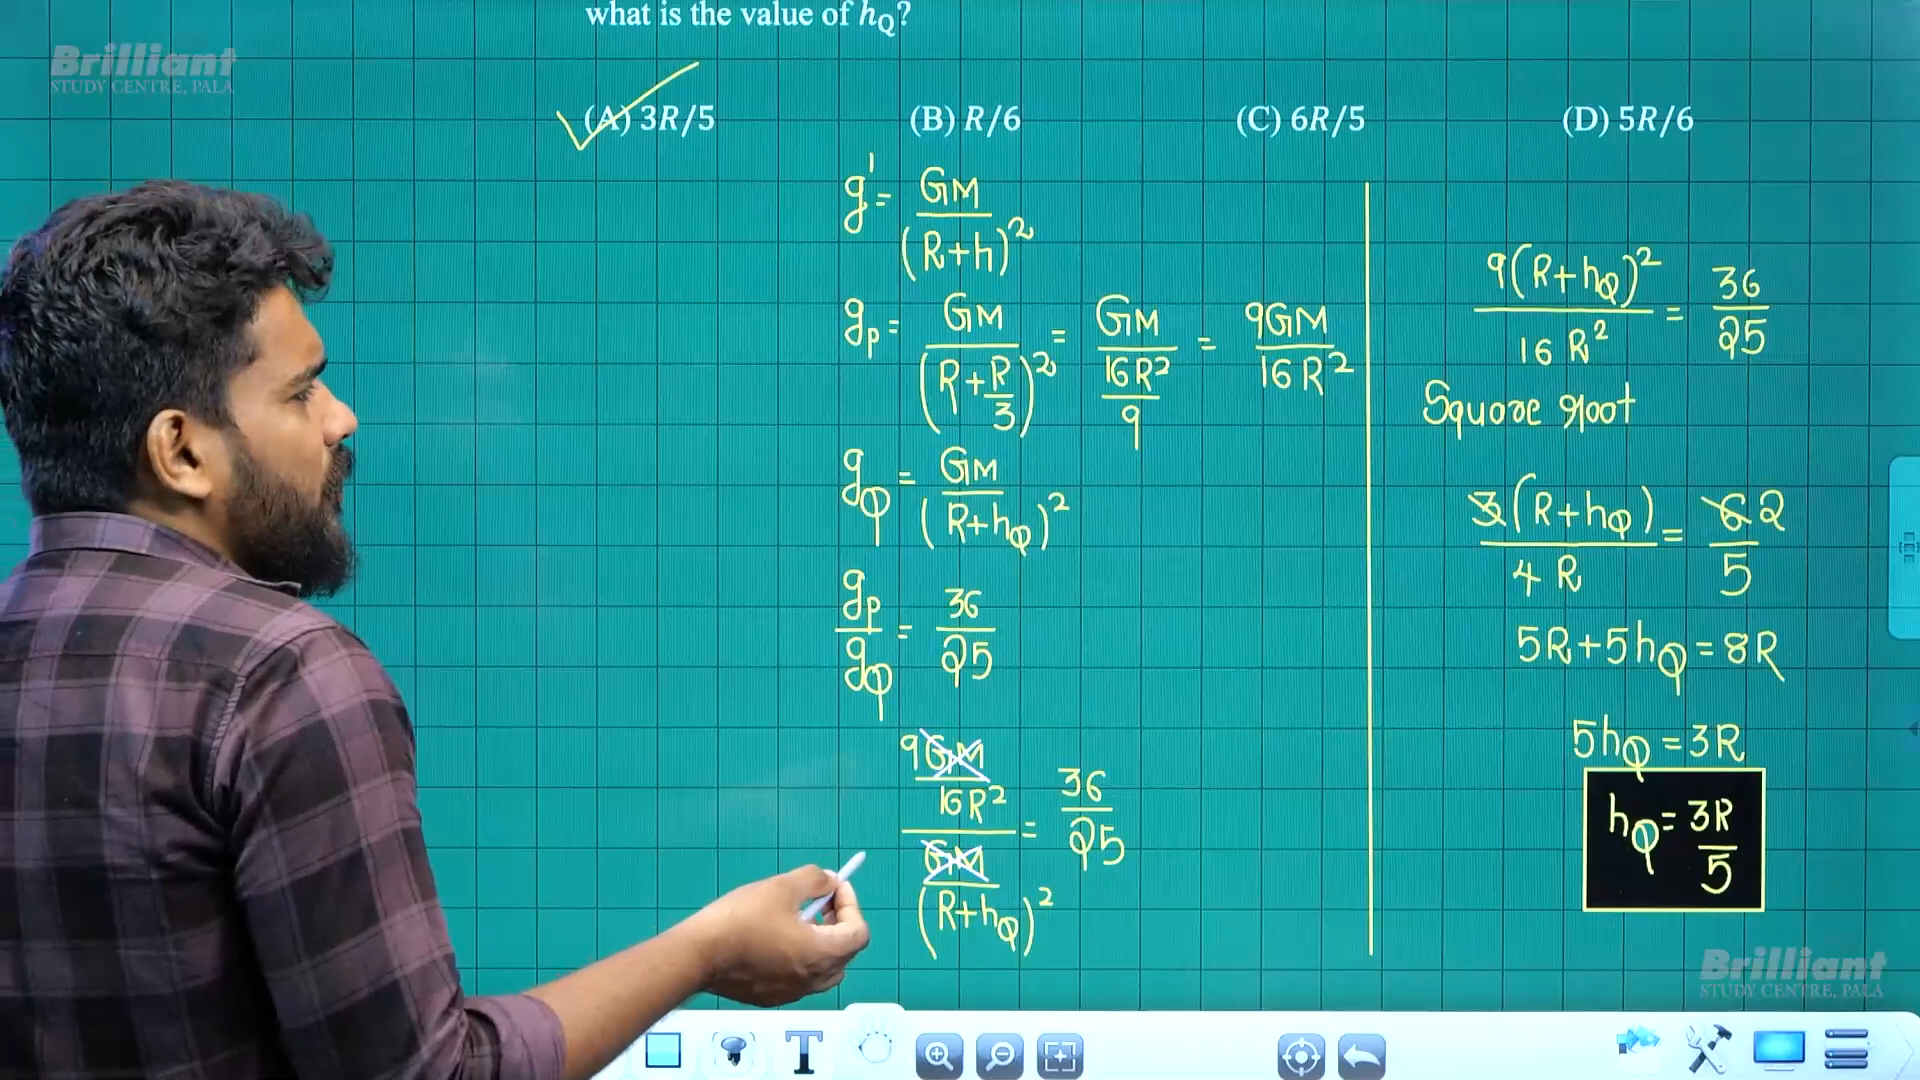 what is the value of h_Q?
Brilliant
STUDY CENTRE, PALA
(A) 3R/5 (B) R/6 (C) 6R/5 (D) 5R/6
g' = GM/(R+h)²
g_p = GM/(R+R/3)² = GM/(16R²/9) = 9GM/16R²
g_Q = GM/(R+h_Q)²
g_p/g_Q = 36/25
(9GM/16R²)/(GM/(R+h_Q)²) = 36/25
9(R+h_Q)²/16R² = 36/25
Square root
3(R+h_Q)/4R = 6 2/5
5R+5h_Q = 8R
5h_Q = 3R
h_Q = 3R/5
Brilliant
STUDY CENTRE, PALA
T